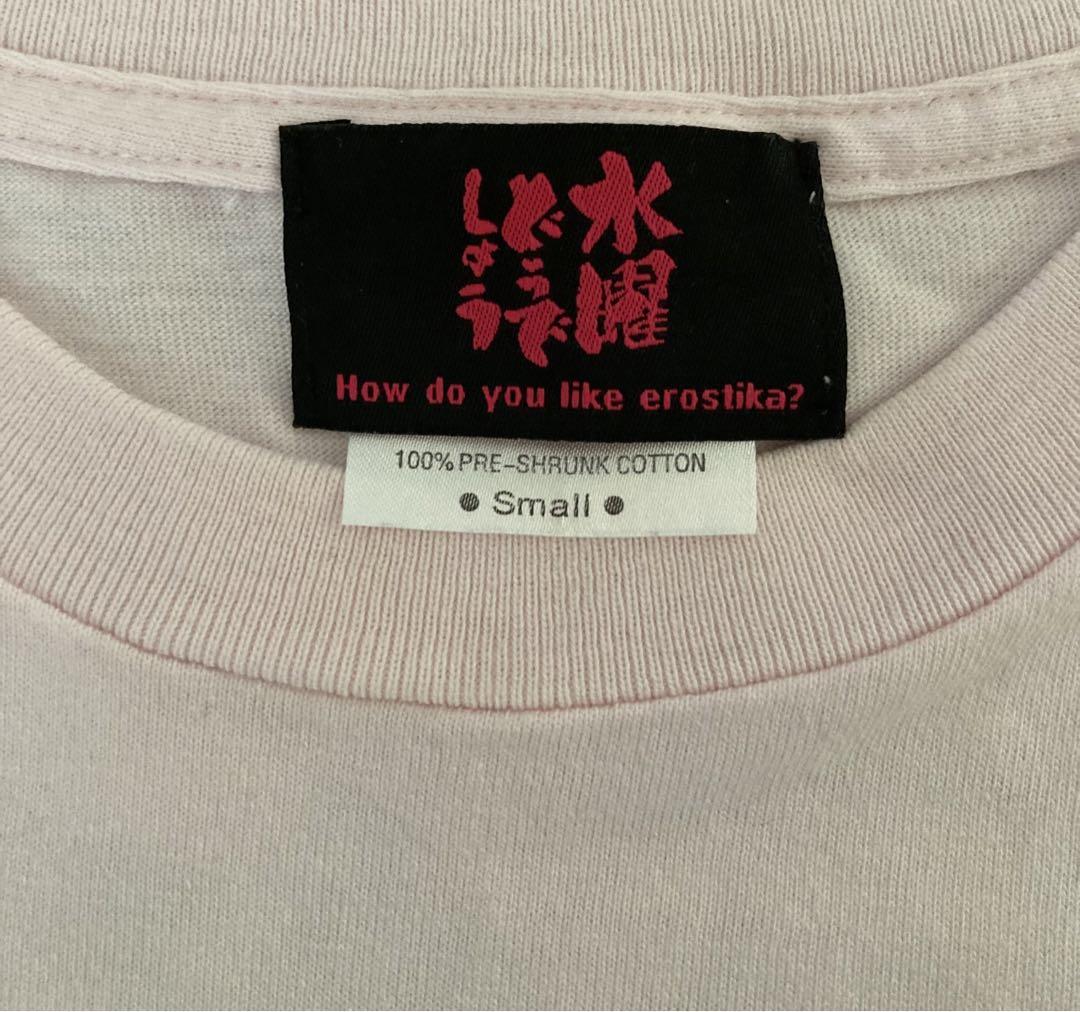 水曜
どうで
しょう
How do you like erostika?
100% PRE-SHRUNK COTTON
● Small ●